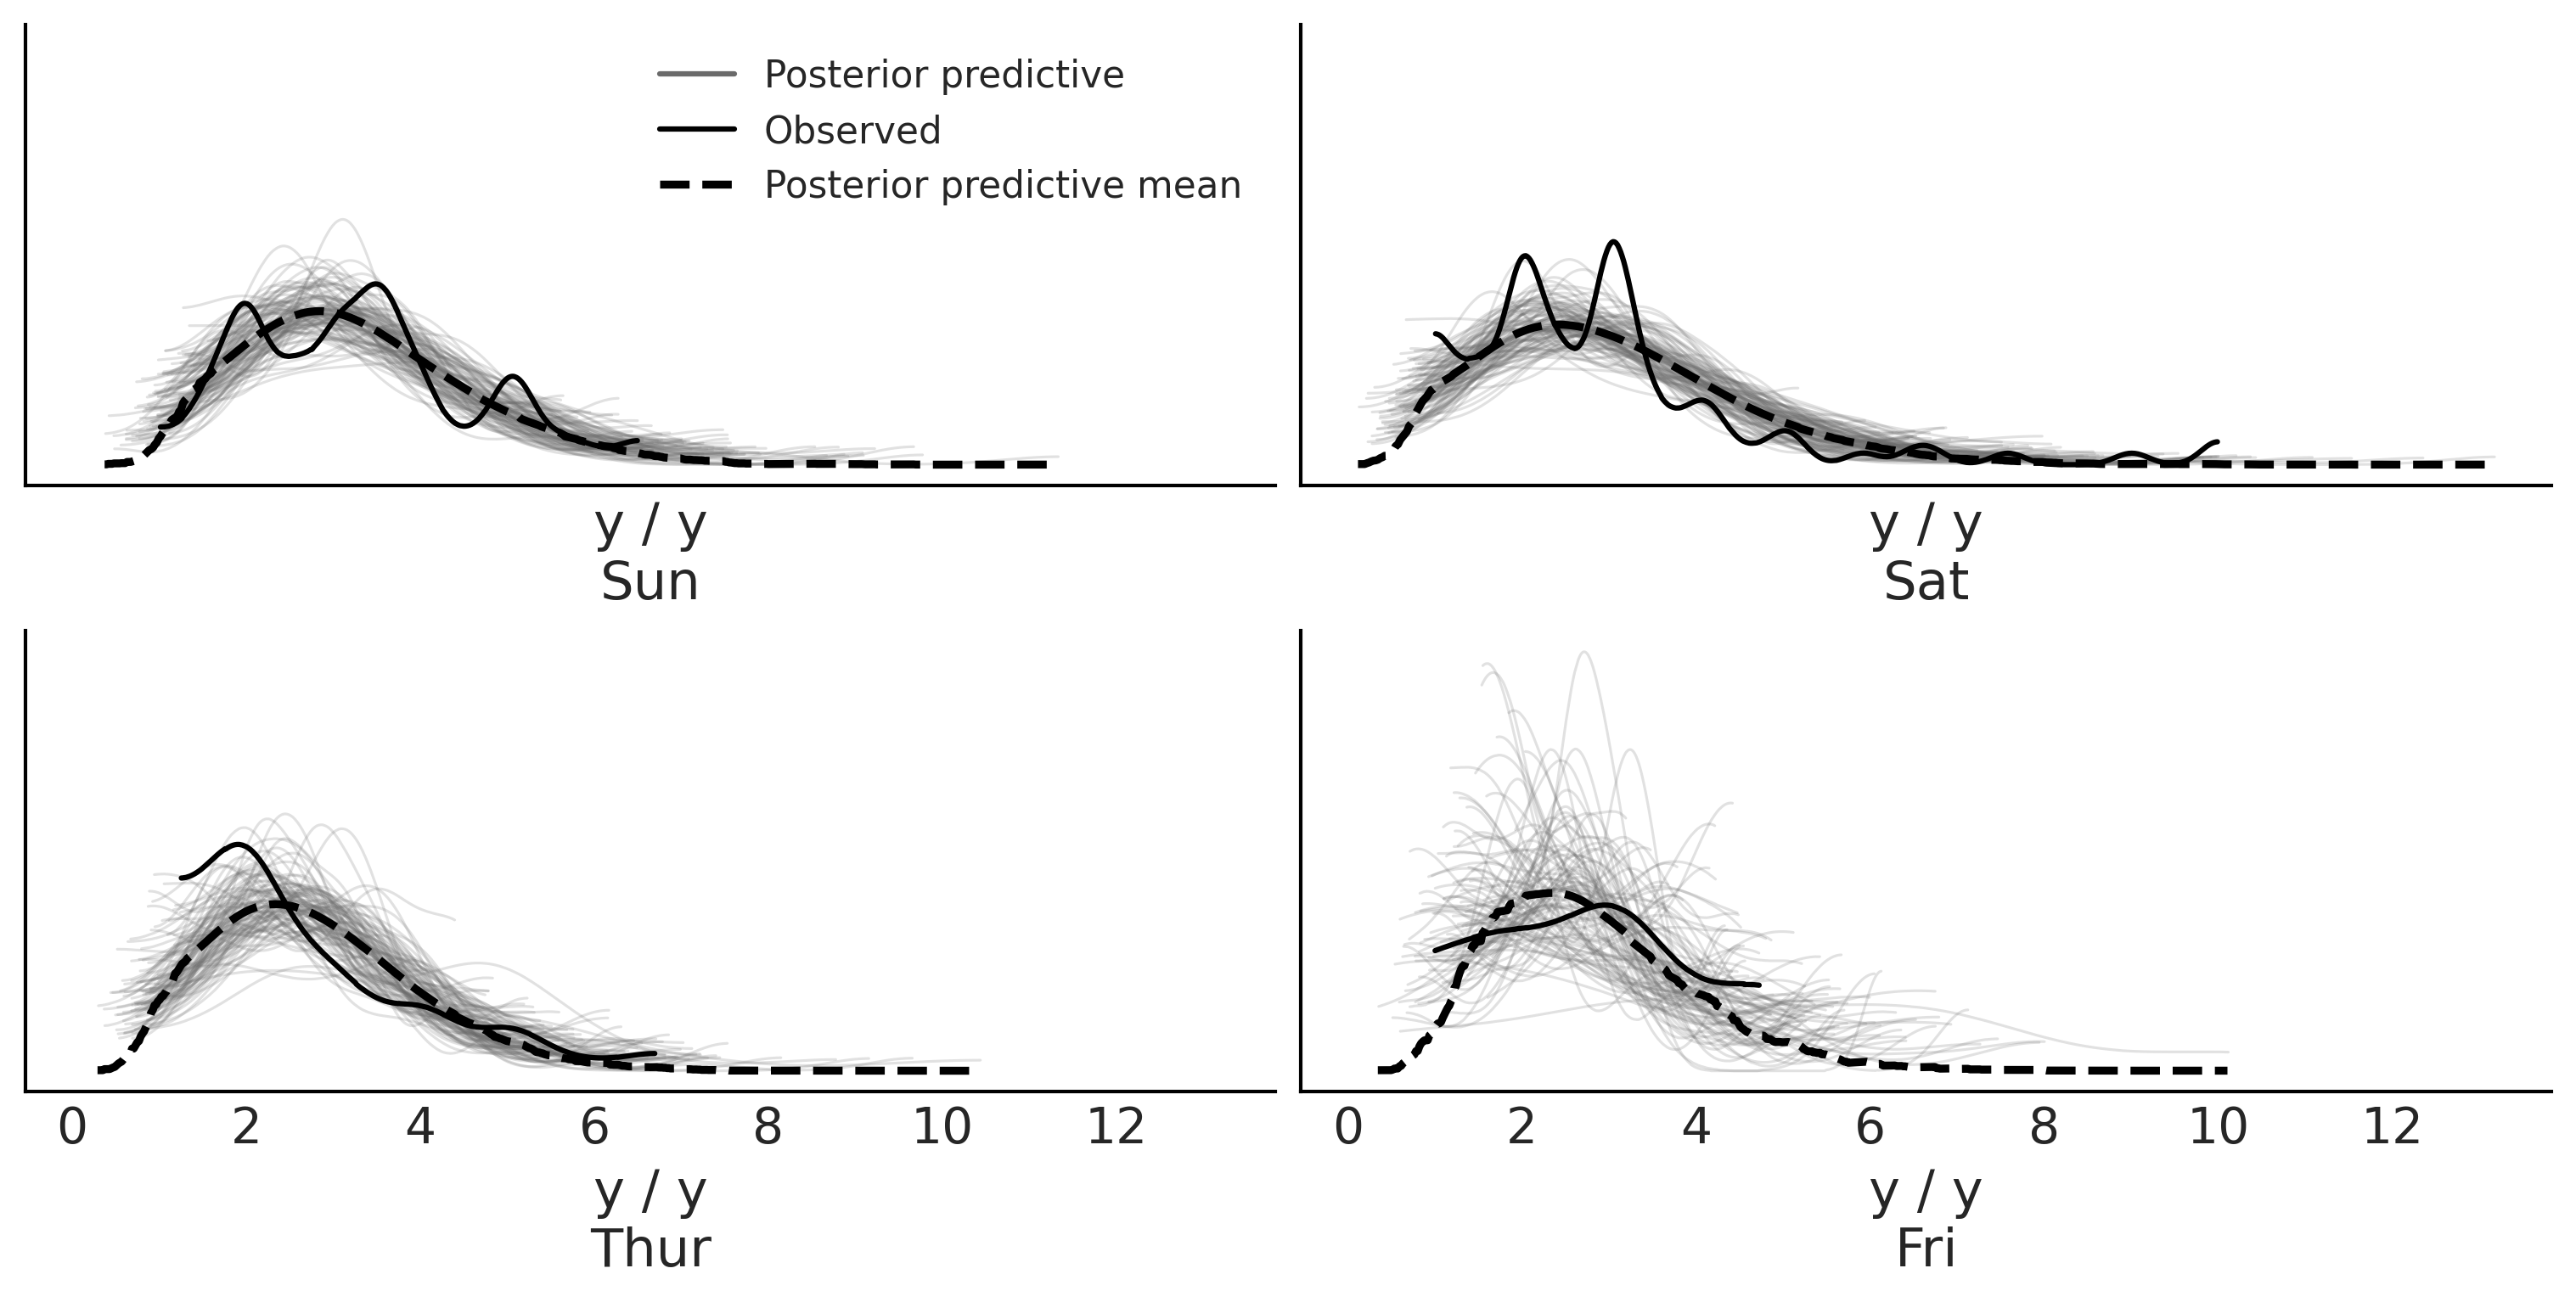 Posterior predictive
Observed
Posterior predictive mean
y / y
Sun
y / y
Sat
0 2 4 6 8 10 12
y / y
Thur
0 2 4 6 8 10 12
y / y
Fri